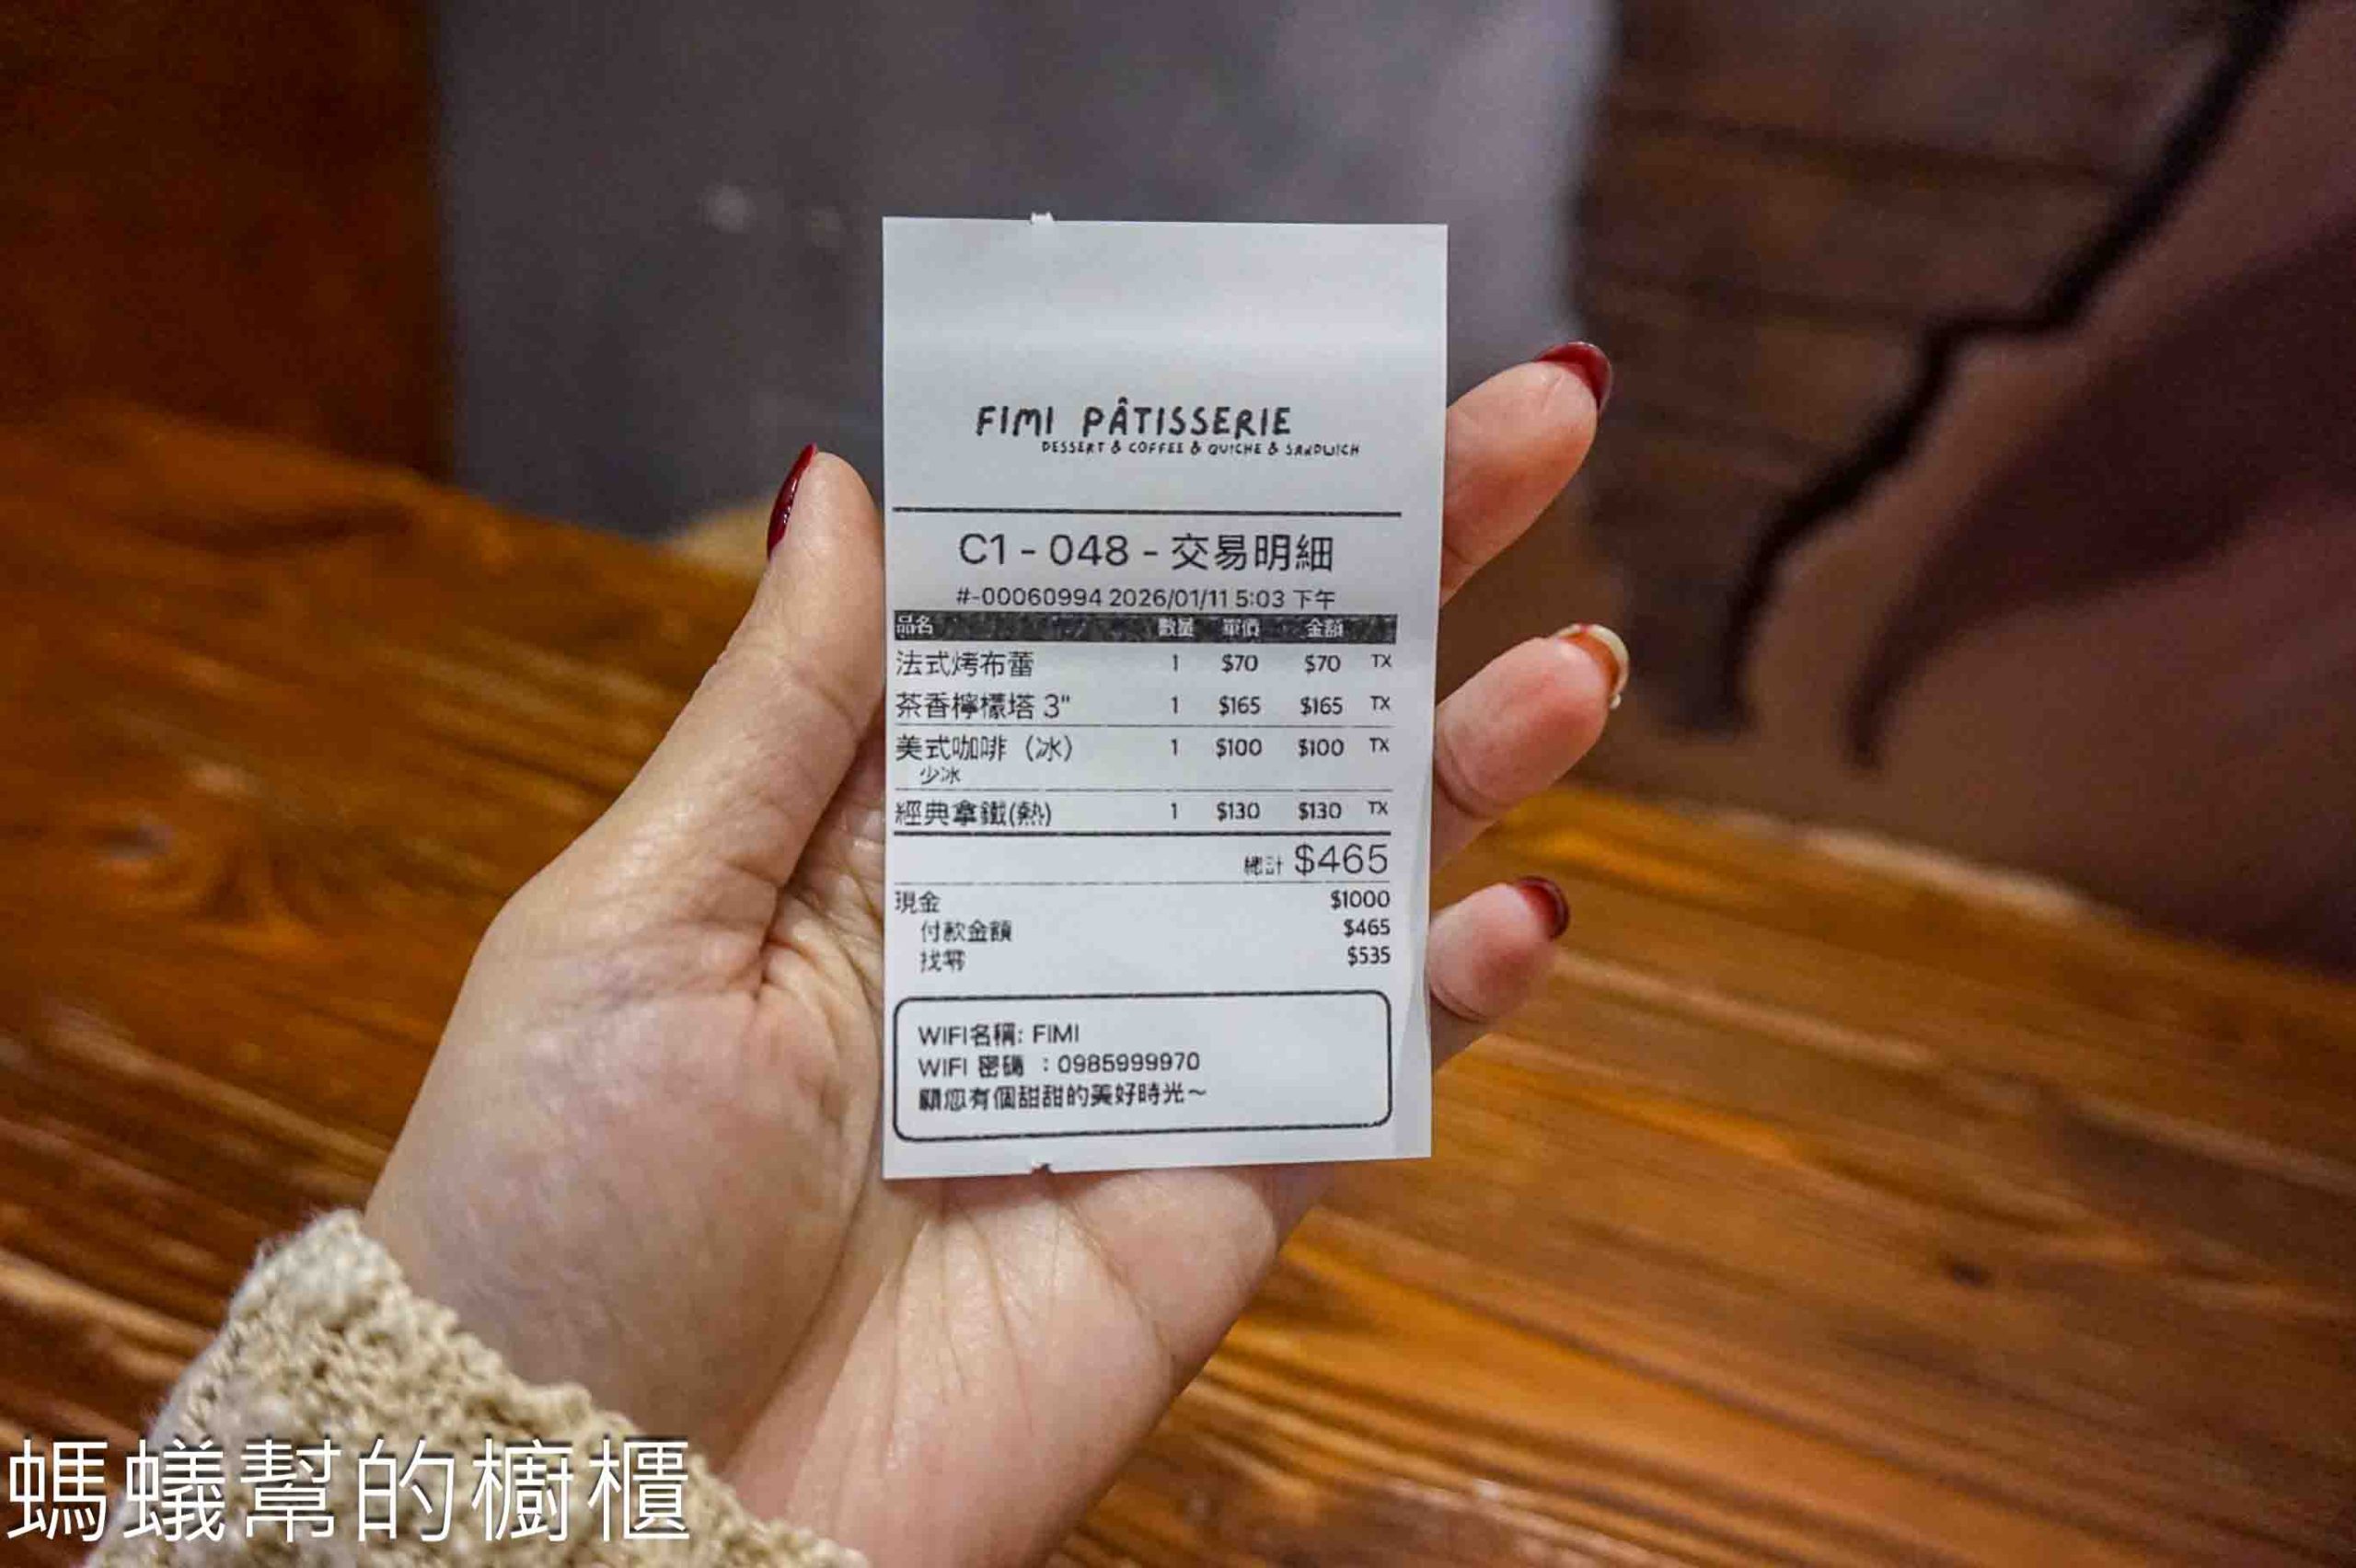 FIMI PÂTISSERIE
DESSERT & COFFEE & QUICHE & SANDWICH
C1 - 048 - 交易明細
#-00060994 2026/01/11 5:03 下午
品名 數量 單價 金額
法式烤布蕾 1 $70 $70 TX
茶香檸檬塔 3" 1 $165 $165 TX
美式咖啡（冰） 1 $100 $100 TX
少冰
經典拿鐵(熱) 1 $130 $130 TX
總計 $465
現金 $1000
付款金額 $465
找零 $535
WIFI名稱: FIMI
WIFI 密碼 ：0985999970
願您有個甜甜的美好時光～
螞蟻幫的櫥櫃